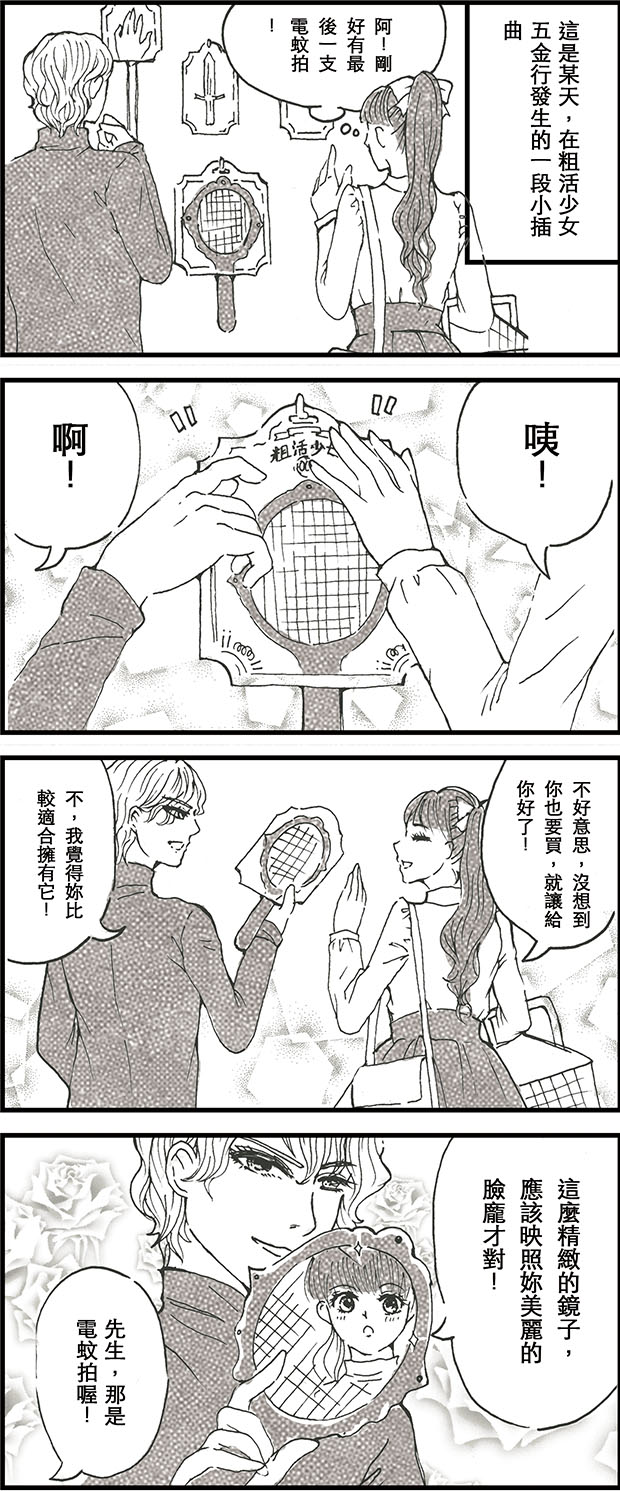 這是某天，在粗活少女
五金行發生的一段小插
曲
阿！剛
好有最
後一支
電蚊拍
！
咦！
粗活少女
啊！
不好意思，沒想到
你也要買，就讓給
你好了！
不，我覺得妳比
較適合擁有它！
這麼精緻的鏡子，
應該映照妳美麗的
臉龐才對！
先生，那是
電蚊拍喔！